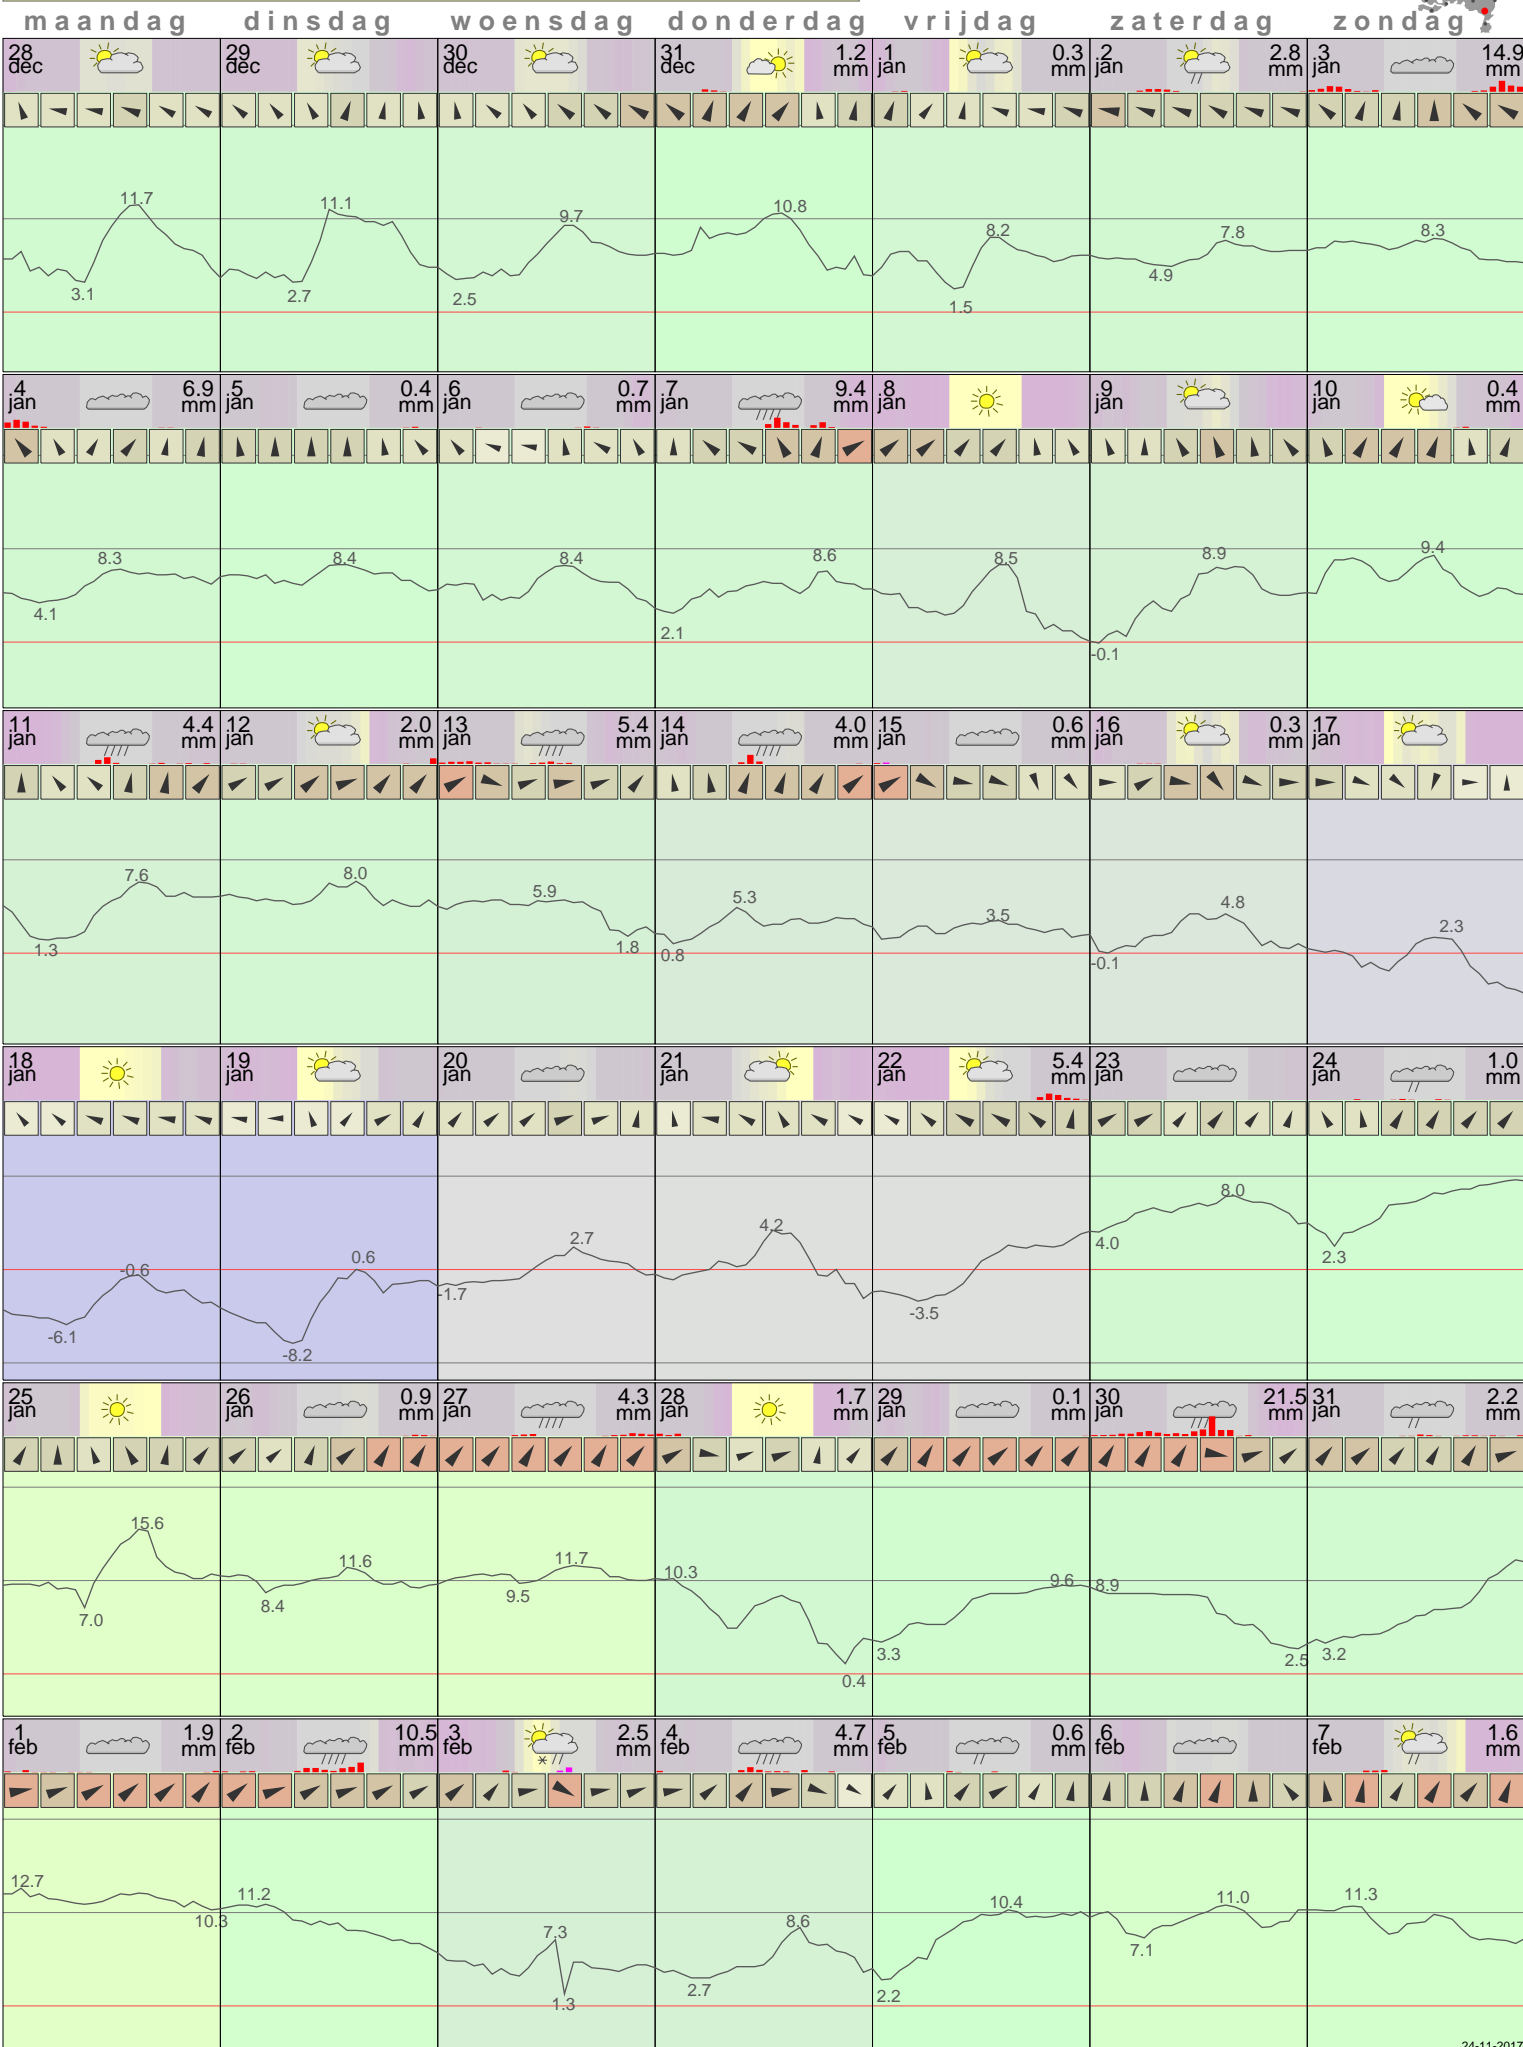 maandag dinsdag woensdag donderdag vrijdag zaterdag zondag
28 29 30 31 1.2 1 0.3 2 2.8 3 14.9
dec dec dec dec mm jan mm jan mm jan mm
11.7 11.1 9.7 10.8 8.2 7.8 8.3
3.1 2.7 2.5 1.5 4.9
4 6.9 5 0.4 6 0.7 7 9.4 8 9 10 0.4
jan mm jan mm jan mm jan mm jan jan jan mm
8.3 8.4 8.4 8.6 8.5 8.9 9.4
4.1 2.1 -0.1
11 4.4 12 2.0 13 5.4 14 4.0 15 0.6 16 0.3 17
jan mm jan mm jan mm jan mm jan mm jan mm jan
7.6 8.0 5.9 5.3 3.5 4.8 2.3
1.3 1.8 0.8 -0.1
18 19 20 21 22 5.4 23 24 1.0
jan jan jan jan jan mm jan jan mm
-0.6 0.6 2.7 4.2 8.0
-6.1 -8.2 -1.7 -3.5 4.0 2.3
25 26 0.9 27 4.3 28 1.7 29 0.1 30 21.5 31 2.2
jan jan mm jan mm jan mm jan mm jan mm jan mm
15.6 11.6 11.7 10.3 9.6 8.9
7.0 8.4 9.5 0.4 3.3 2.5 3.2
1 1.9 2 10.5 3 2.5 4 4.7 5 0.6 6 7 1.6
feb mm feb mm feb mm feb mm feb mm feb feb mm
12.7 11.2 7.3 8.6 10.4 11.0 11.3
10.3 1.3 2.7 2.2 7.1
24-11-2017